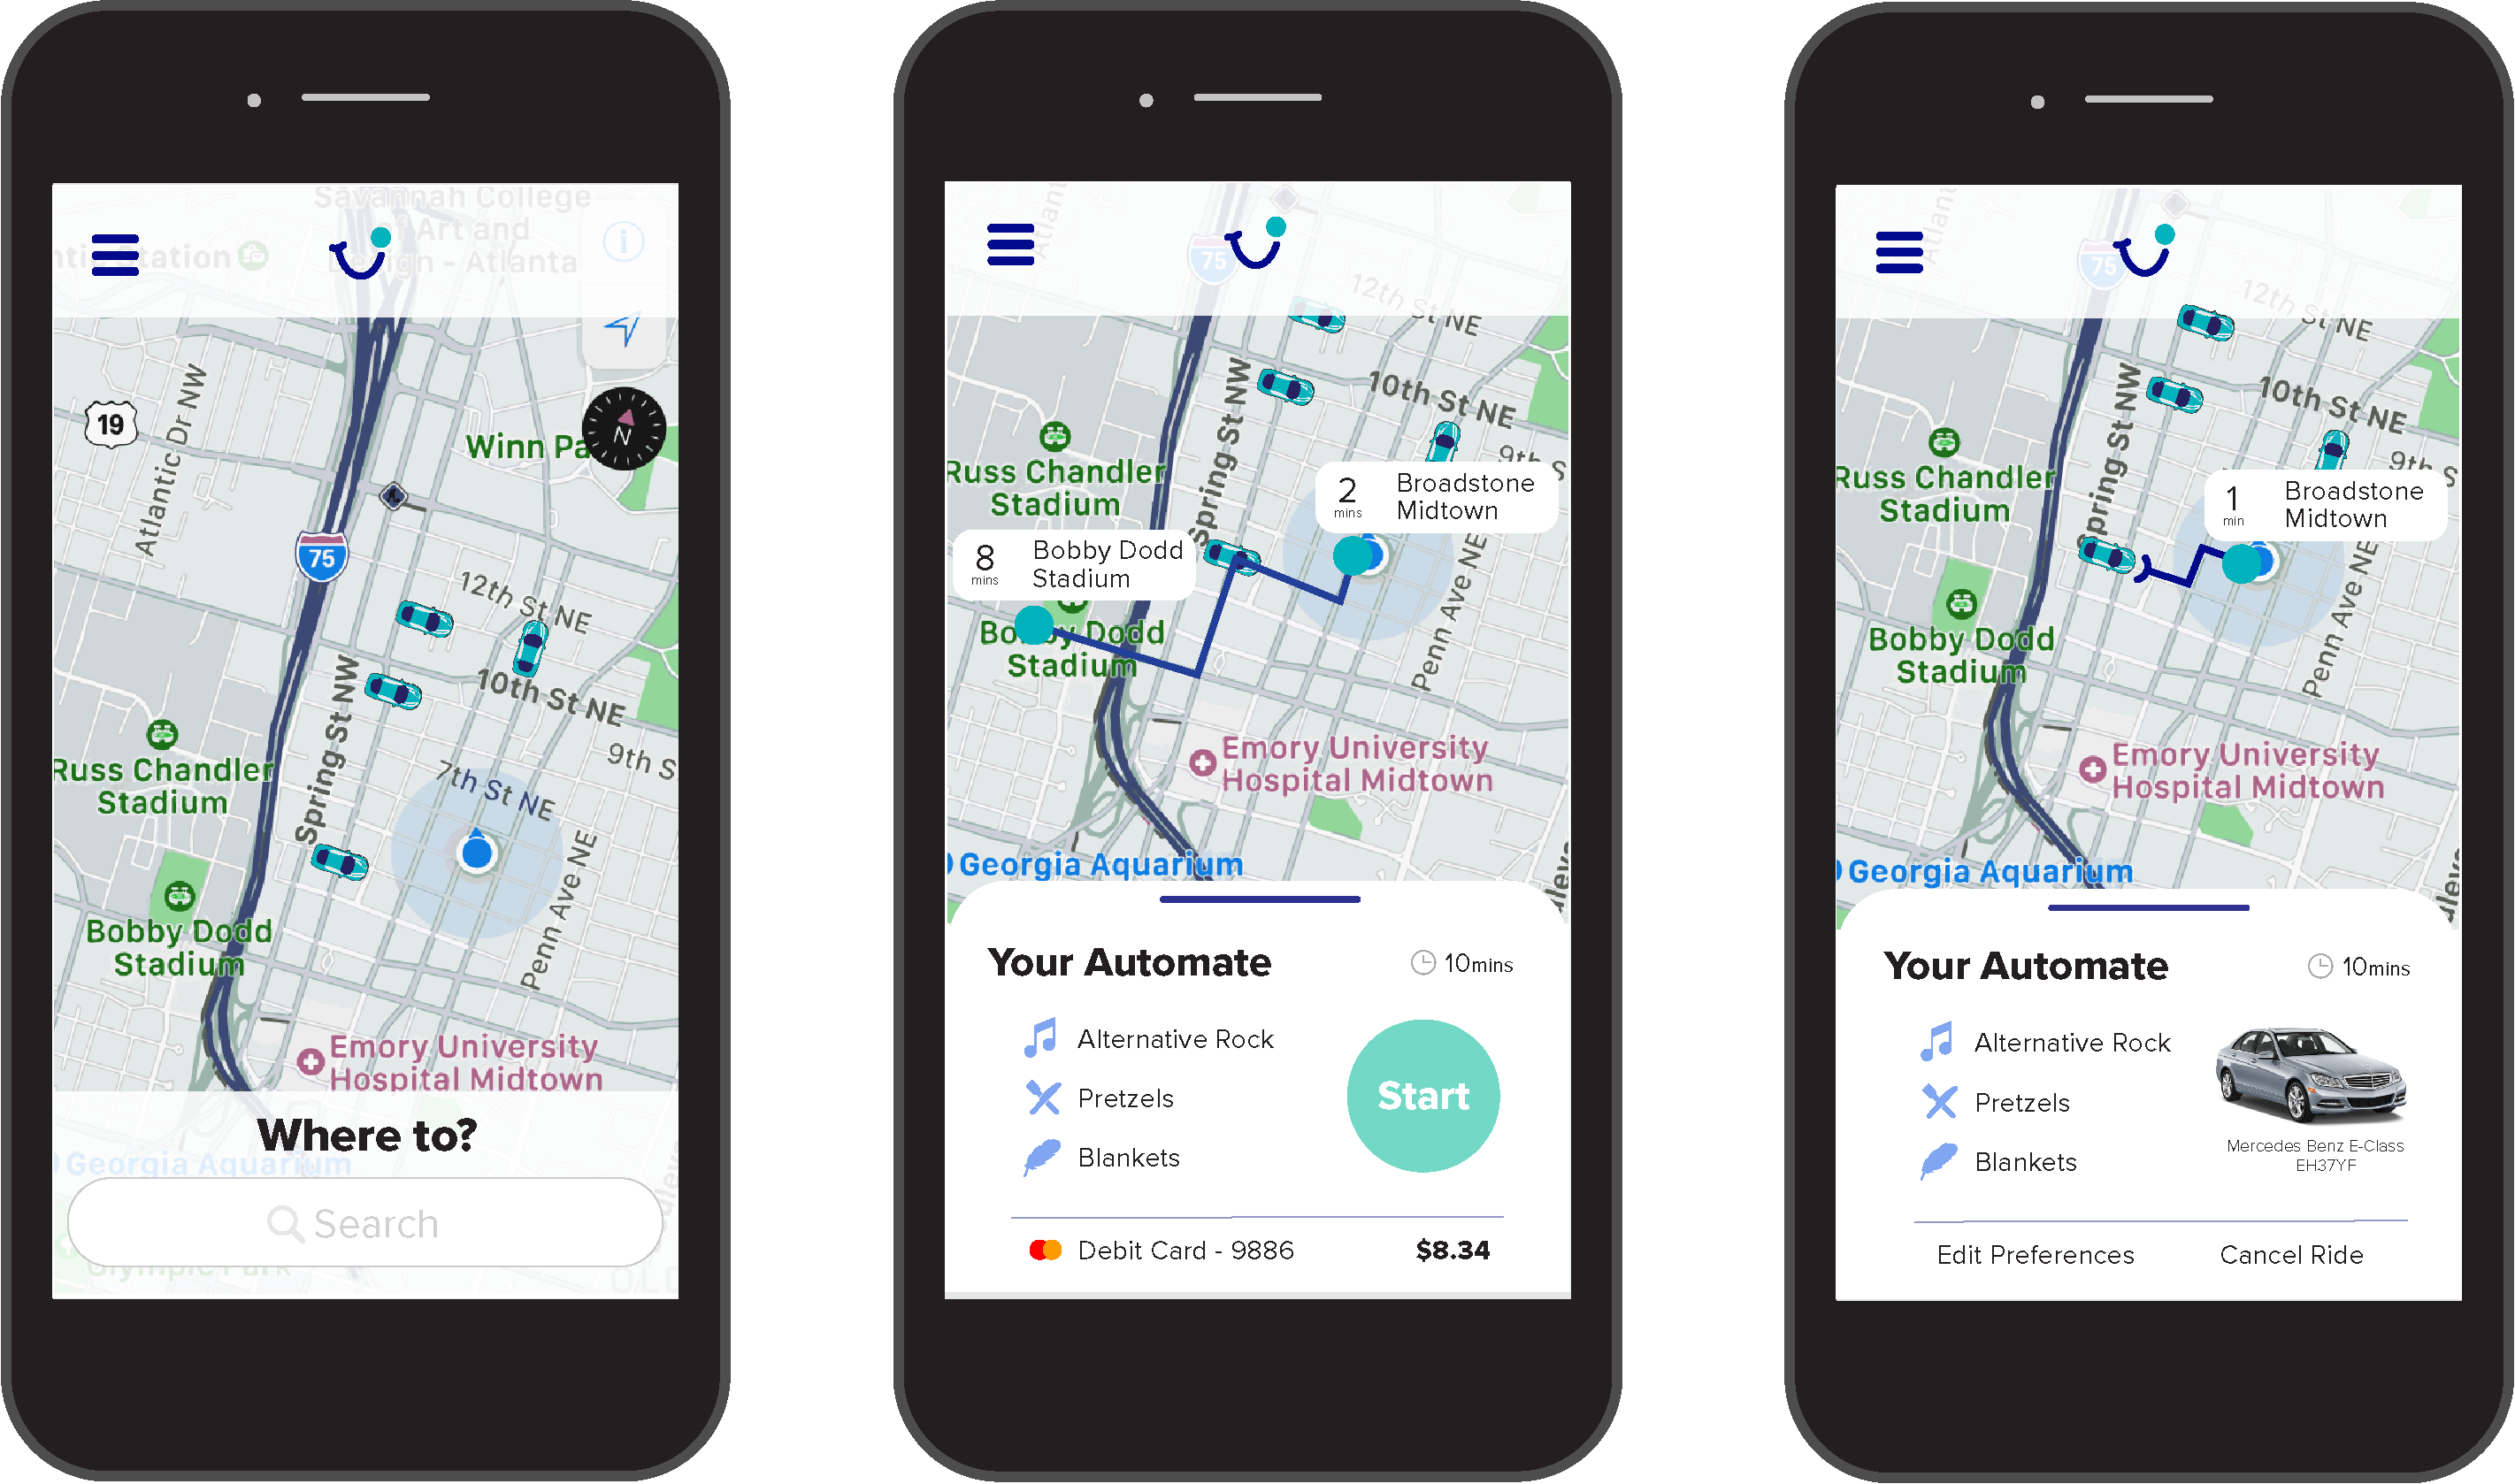 Savannah College
of Art and
Design - Atlanta
ntic Station
i
19
Atlantic Dr NW
Winn Pa
N
75
12th St NE
Spring St NW
10th St NE
9th S
Russ Chandler
Stadium
7th St NE
Penn Ave NE
Bobby Dodd
Stadium
Emory University
Hospital Midtown
Where to?
Georgia Aquarium
Search
Olympic Park
OLD
Atlant
75
12th St NE
Spring St NW
10th St NE
9th S
Russ Chandler
Stadium
2
mins
Broadstone
Midtown
8
mins
Bobby Dodd
Stadium
Bobby Dodd
Stadium
Penn Ave NE
Emory University
Hospital Midtown
Georgia Aquarium
Your Automate
10mins
Alternative Rock
Pretzels
Start
Blankets
Debit Card - 9886
$8.34
Atlant
75
12th St NE
Spring St NW
10th St NE
9th S
Russ Chandler
Stadium
1
min
Broadstone
Midtown
Bobby Dodd
Stadium
Penn Ave NE
Emory University
Hospital Midtown
Georgia Aquarium
Your Automate
10mins
Alternative Rock
Pretzels
Blankets
Mercedes Benz E-Class
EH37YF
Edit Preferences
Cancel Ride